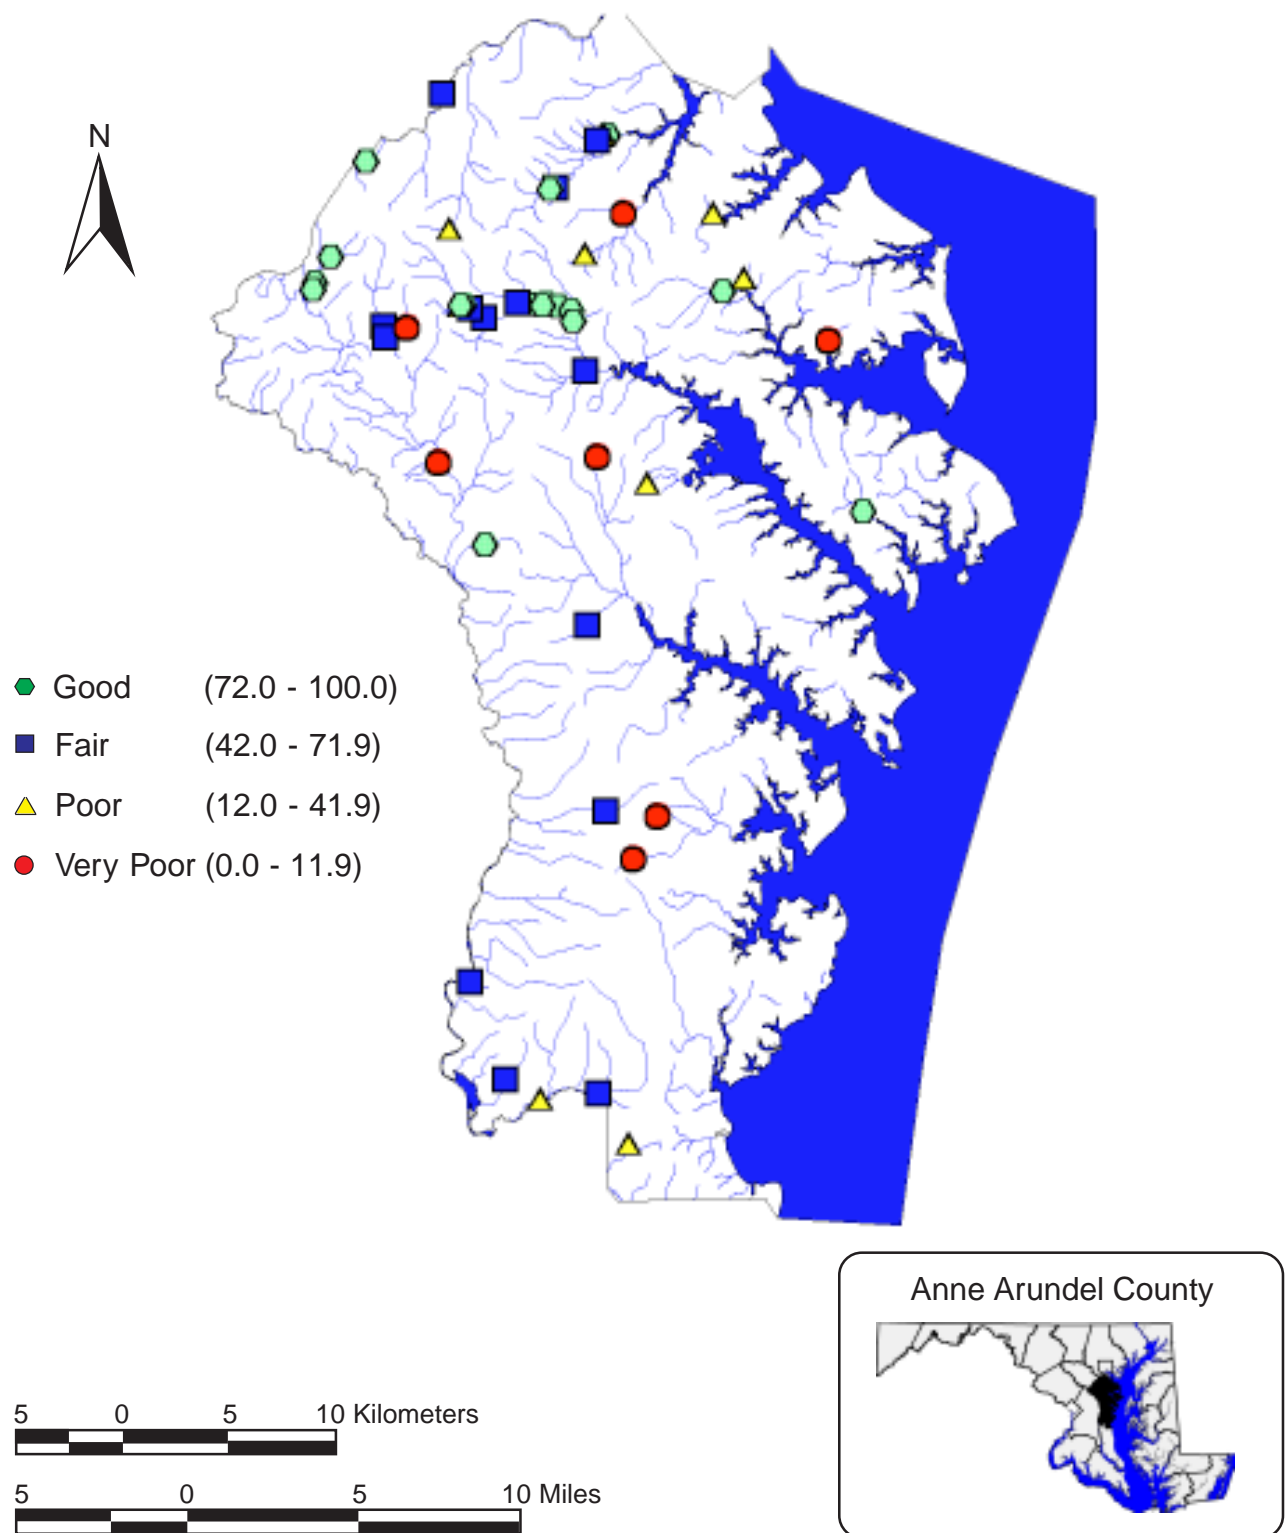 N
Good (72.0 - 100.0)
Fair (42.0 - 71.9)
Poor (12.0 - 41.9)
Very Poor (0.0 - 11.9)
Anne Arundel County
5 0 5 10 Kilometers
5 0 5 10 Miles